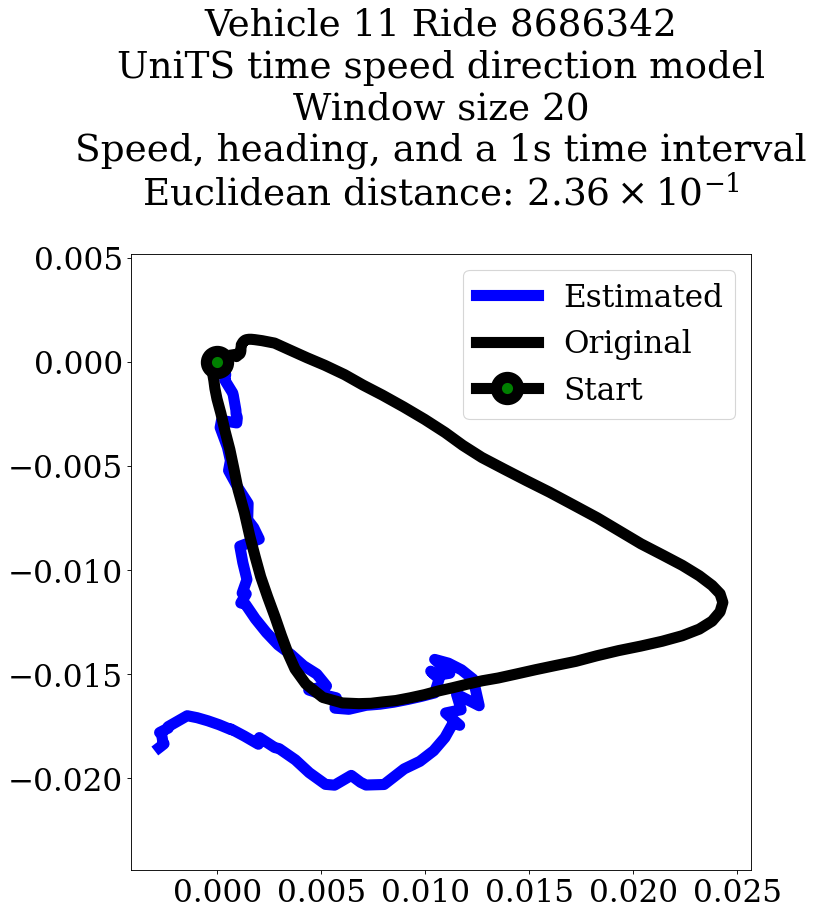 Vehicle 11 Ride 8686342
UniTS time speed direction model
Window size 20
Speed, heading, and a 1s time interval
Euclidean distance: 2.36 × 10⁻¹
0.005
0.000
−0.005
−0.010
−0.015
−0.020
Estimated
Original
Start
0.000 0.005 0.010 0.015 0.020 0.025